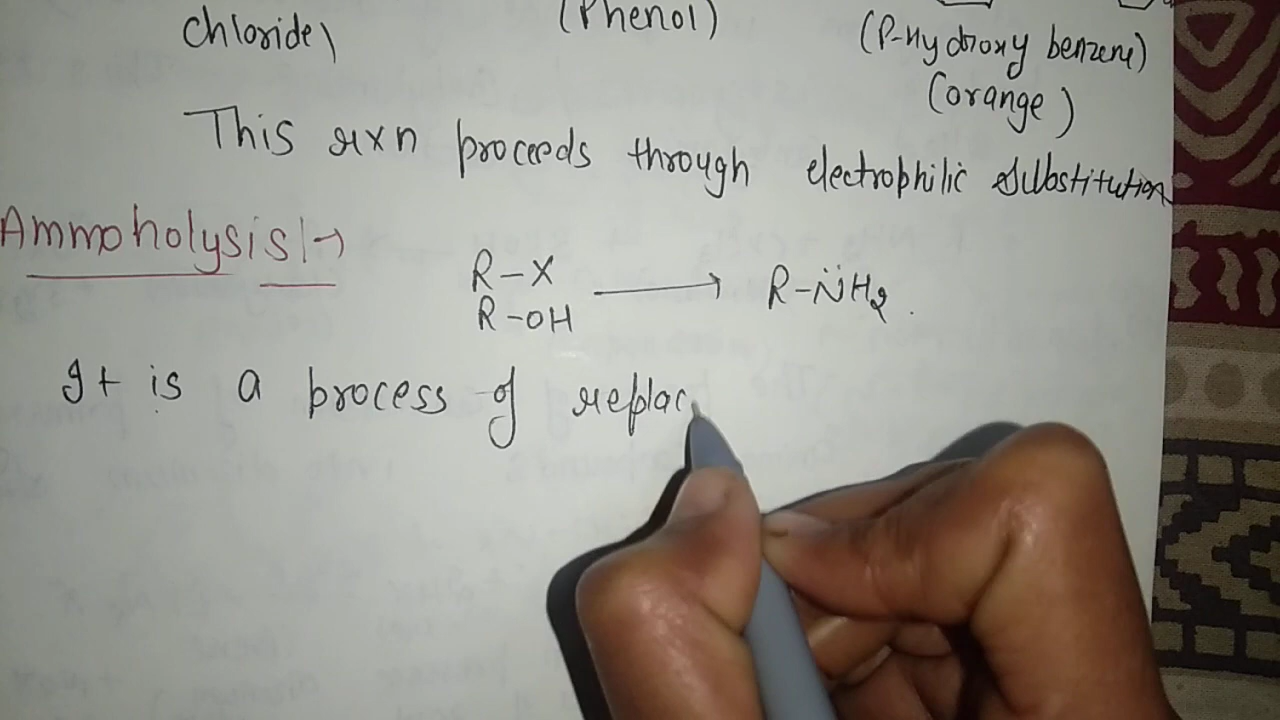 Chloride)
(Phenol)
(P-Hydroxy benzene)
(orange)
This rxn proceeds through electrophilic substitution
Ammoholysis:→
R-X
R-OH ⟶ R-N̈H₂.
It is a process of replac